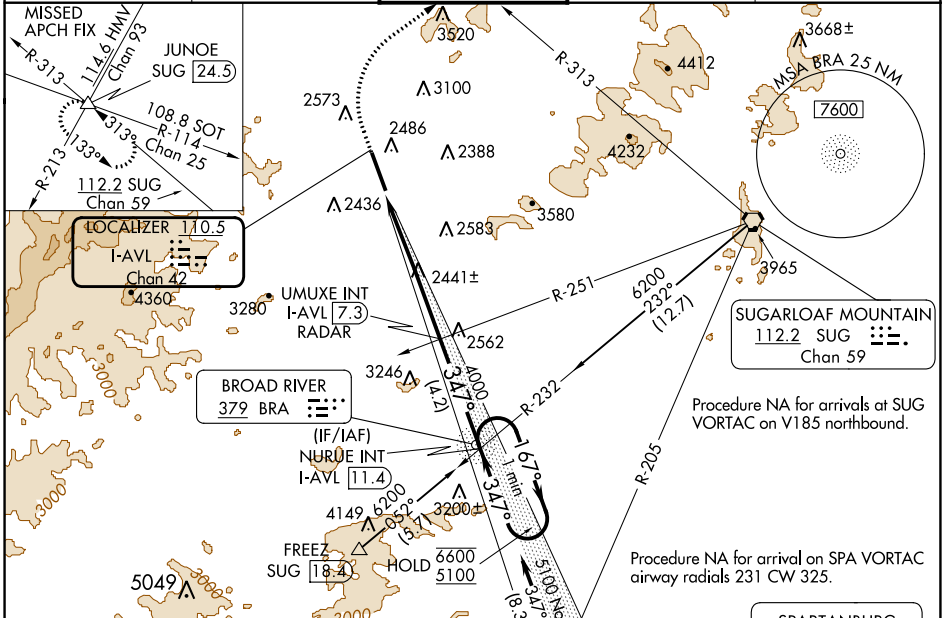 MISSED
APCH FIX
R-313
114.6 HMV
Chan 93
JUNOE
SUG 24.5
108.8 SOT
R-114
Chan 25
313°
133°
R-213
112.2 SUG
Chan 59
LOCALIZER 110.5
I-AVL
Chan 42
4360
3280
3000
3520
3100
2573
2486
2388
2436
2583
2441±
R-313
4412
4232
3580
3668±
MSA BRA 25 NM
7600
3965
SUGARLOAF MOUNTAIN
112.2 SUG
Chan 59
R-251
6200
232°
(12.7)
UMUXE INT
I-AVL 7.3
RADAR
2562
3246
4000
347°
(4.2)
R-232
BROAD RIVER
379 BRA
(IF/IAF)
NURUE INT
I-AVL 11.4
Procedure NA for arrivals at SUG
VORTAC on V185 northbound.
R-205
167°
1 min
347°
3200±
6200
052°
(5.7)
4149
FREEZ
SUG 18.4
HOLD 6600
5100
5100 No
347°
(8.
3000
3000
5049
3000
Procedure NA for arrival on SPA VORTAC
airway radials 231 CW 325.
SPARTANBURG